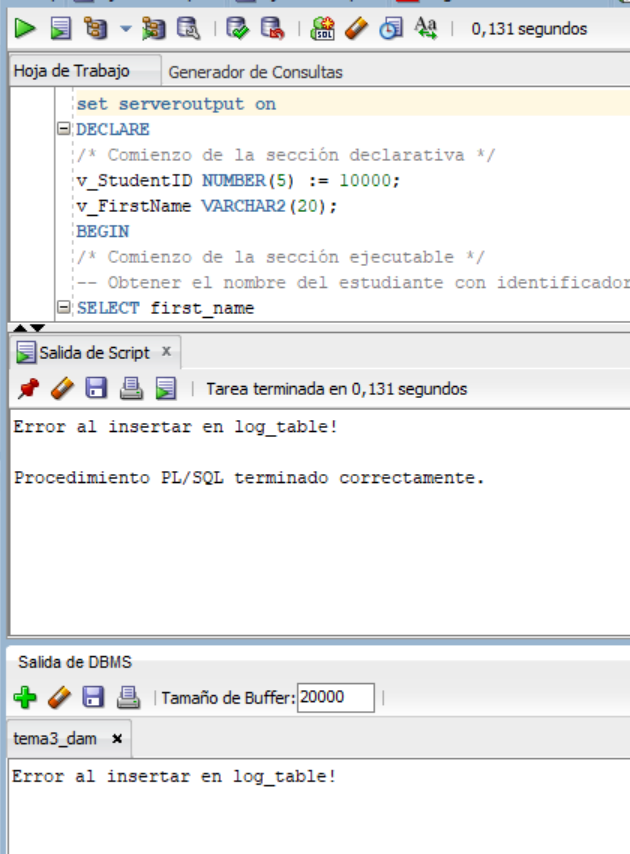 0,131 segundos
Hoja de Trabajo Generador de Consultas
set serveroutput on
DECLARE
/* Comienzo de la sección declarativa */
v_StudentID NUMBER(5) := 10000;
v_FirstName VARCHAR2(20);
BEGIN
/* Comienzo de la sección ejecutable */
-- Obtener el nombre del estudiante con identificador
SELECT first_name
Salida de Script x
Tarea terminada en 0,131 segundos
Error al insertar en log_table!
Procedimiento PL/SQL terminado correctamente.
Salida de DBMS
Tamaño de Buffer: 20000
tema3_dam x
Error al insertar en log_table!